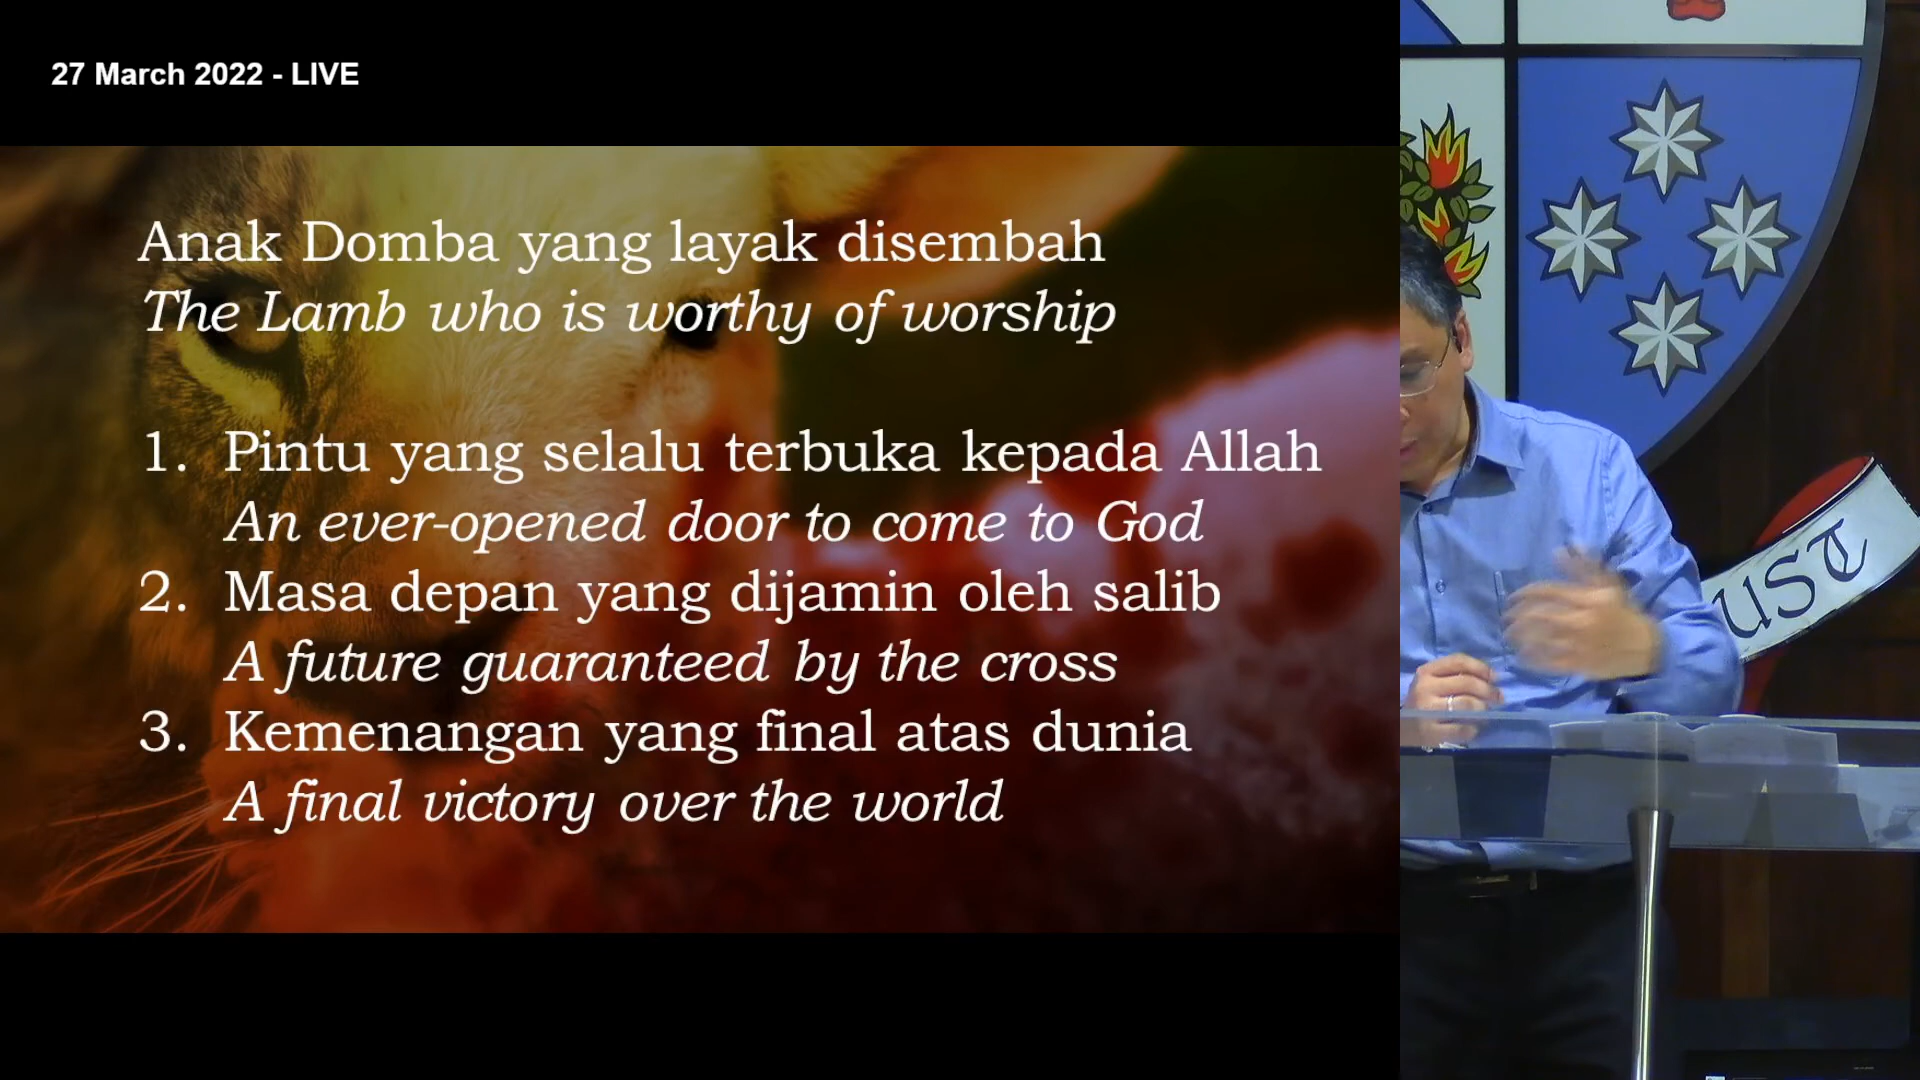 27 March 2022 - LIVE
Anak Domba yang layak disembah
The Lamb who is worthy of worship
1. Pintu yang selalu terbuka kepada Allah
An ever-opened door to come to God
2. Masa depan yang dijamin oleh salib
A future guaranteed by the cross
3. Kemenangan yang final atas dunia
A final victory over the world
UST